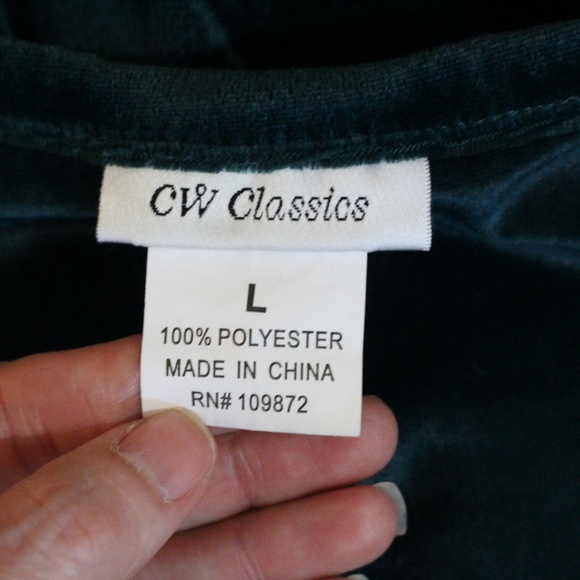 CW Classics
L
100% POLYESTER
MADE IN CHINA
RN# 109872